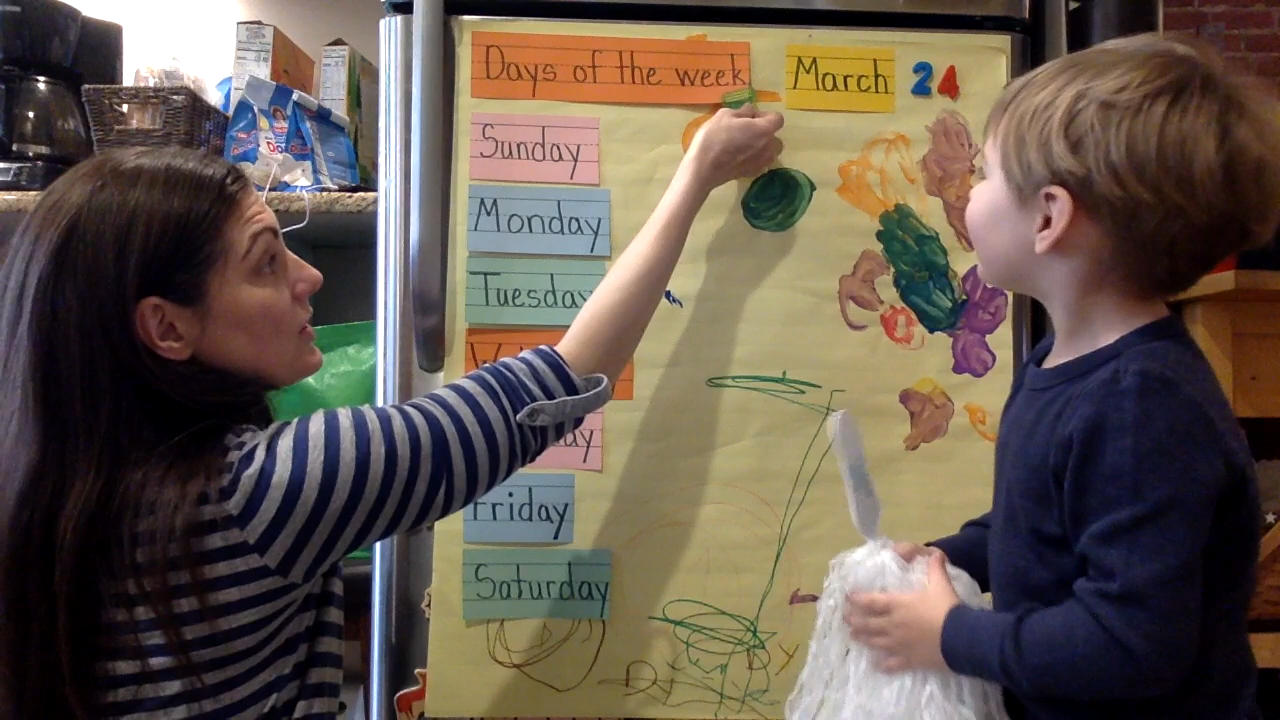 Days of the week
March 24
Sunday
Monday
Tuesday
Friday
Saturday